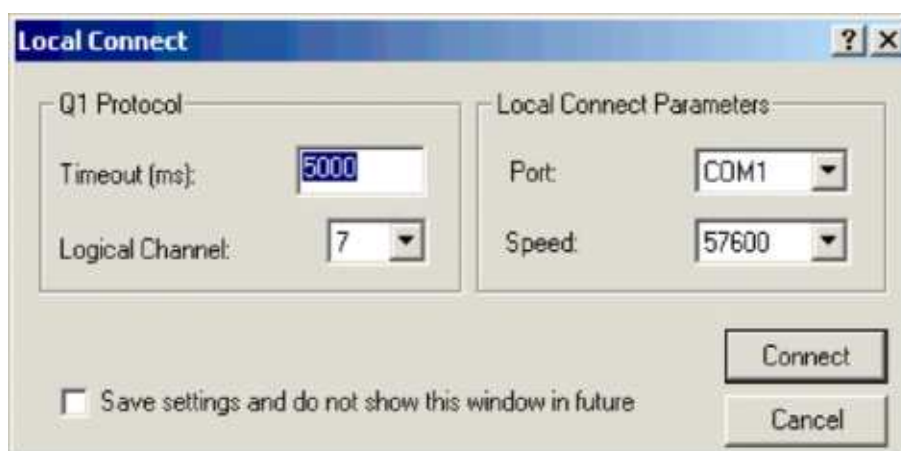 Local Connect
Q1 Protocol
Timeout (ms):
5000
Logical Channel:
7
Local Connect Parameters
Port:
COM1
Speed:
57600
Save settings and do not show this window in future
Connect
Cancel